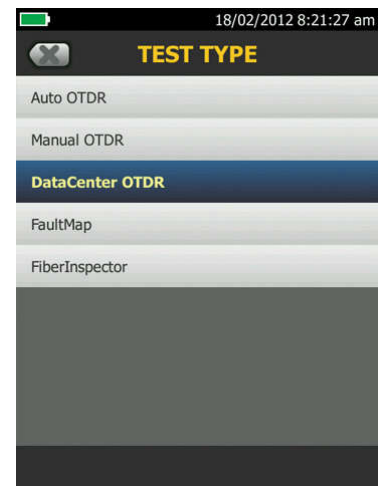 18/02/2012 8:21:27 am
TEST TYPE
Auto OTDR
Manual OTDR
DataCenter OTDR
FaultMap
FiberInspector